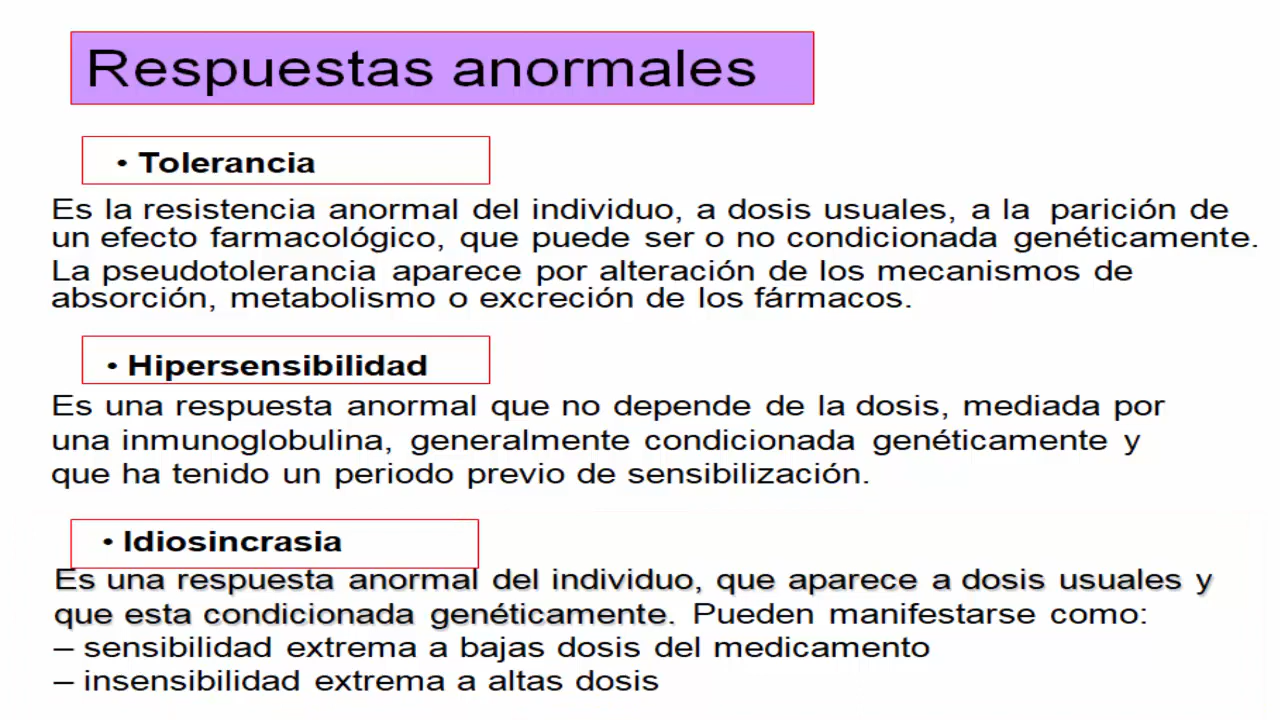 Respuestas anormales
• Tolerancia
Es la resistencia anormal del individuo, a dosis usuales, a la parición de
un efecto farmacológico, que puede ser o no condicionada genéticamente.
La pseudotolerancia aparece por alteración de los mecanismos de
absorción, metabolismo o excreción de los fármacos.
• Hipersensibilidad
Es una respuesta anormal que no depende de la dosis, mediada por
una inmunoglobulina, generalmente condicionada genéticamente y
que ha tenido un periodo previo de sensibilización.
• Idiosincrasia
Es una respuesta anormal del individuo, que aparece a dosis usuales y
que esta condicionada genéticamente. Pueden manifestarse como:
– sensibilidad extrema a bajas dosis del medicamento
– insensibilidad extrema a altas dosis